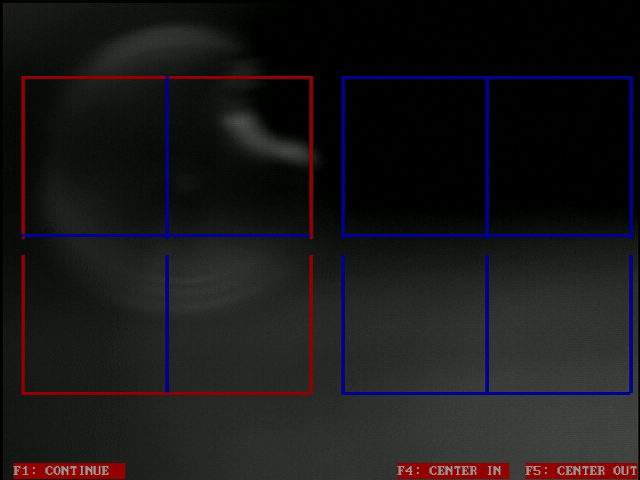 F1: CONTINUE
F4: CENTER IN
F5: CENTER OUT